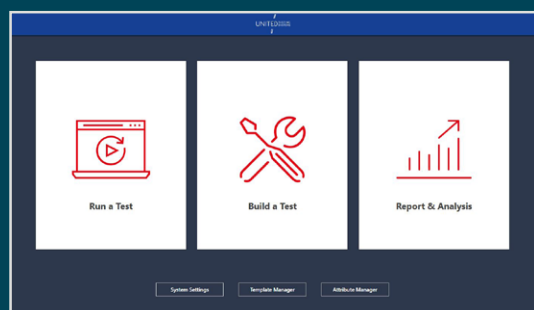 Run a Test
Build a Test
Report & Analysis
System Settings
Template Manager
Attribute Manager